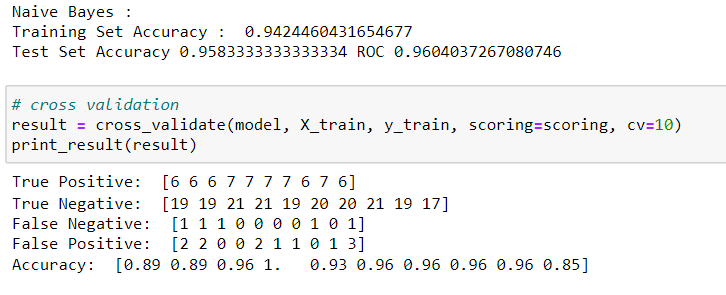 Naive Bayes :
Training Set Accuracy :  0.9424460431654677
Test Set Accuracy 0.9583333333333334 ROC 0.9604037267080746
# cross validation
result = cross_validate(model, X_train, y_train, scoring=scoring, cv=10)
print_result(result)
True Positive:  [6 6 6 7 7 7 7 6 7 6]
True Negative:  [19 19 21 21 19 20 20 21 19 17]
False Negative:  [1 1 1 0 0 0 0 1 0 1]
False Positive:  [2 2 0 0 2 1 1 0 1 3]
Accuracy:  [0.89 0.89 0.96 1.   0.93 0.96 0.96 0.96 0.96 0.85]